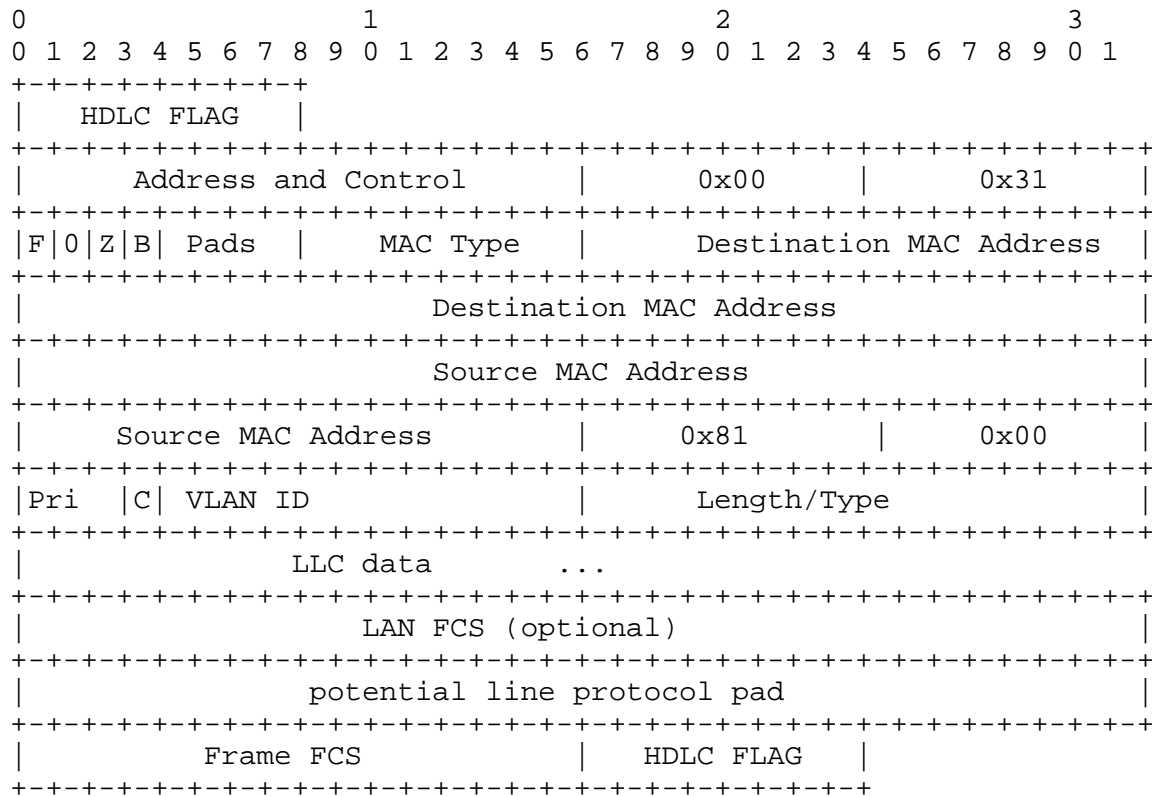 0                   1                   2                   3
0 1 2 3 4 5 6 7 8 9 0 1 2 3 4 5 6 7 8 9 0 1 2 3 4 5 6 7 8 9 0 1
+-+-+-+-+-+-+-+-+
|   HDLC FLAG   |
+-+-+-+-+-+-+-+-+-+-+-+-+-+-+-+-+-+-+-+-+-+-+-+-+-+-+-+-+-+-+-+-+
|      Address and Control      |      0x00     |      0x31     |
+-+-+-+-+-+-+-+-+-+-+-+-+-+-+-+-+-+-+-+-+-+-+-+-+-+-+-+-+-+-+-+-+
|F|0|Z|B| Pads  |    MAC Type   |      Destination MAC Address  |
+-+-+-+-+-+-+-+-+-+-+-+-+-+-+-+-+-+-+-+-+-+-+-+-+-+-+-+-+-+-+-+-+
|                       Destination MAC Address                 |
+-+-+-+-+-+-+-+-+-+-+-+-+-+-+-+-+-+-+-+-+-+-+-+-+-+-+-+-+-+-+-+-+
|                       Source MAC Address                      |
+-+-+-+-+-+-+-+-+-+-+-+-+-+-+-+-+-+-+-+-+-+-+-+-+-+-+-+-+-+-+-+-+
|     Source MAC Address        |     0x81       |     0x00     |
+-+-+-+-+-+-+-+-+-+-+-+-+-+-+-+-+-+-+-+-+-+-+-+-+-+-+-+-+-+-+-+-+
|Pri  |C| VLAN ID               |      Length/Type              |
+-+-+-+-+-+-+-+-+-+-+-+-+-+-+-+-+-+-+-+-+-+-+-+-+-+-+-+-+-+-+-+-+
|               LLC data       ...
+-+-+-+-+-+-+-+-+-+-+-+-+-+-+-+-+-+-+-+-+-+-+-+-+-+-+-+-+-+-+-+-+
|                   LAN FCS (optional)                          |
+-+-+-+-+-+-+-+-+-+-+-+-+-+-+-+-+-+-+-+-+-+-+-+-+-+-+-+-+-+-+-+-+
|                potential line protocol pad                    |
+-+-+-+-+-+-+-+-+-+-+-+-+-+-+-+-+-+-+-+-+-+-+-+-+-+-+-+-+-+-+-+-+
|          Frame FCS            |   HDLC FLAG   |
+-+-+-+-+-+-+-+-+-+-+-+-+-+-+-+-+-+-+-+-+-+-+-+-+